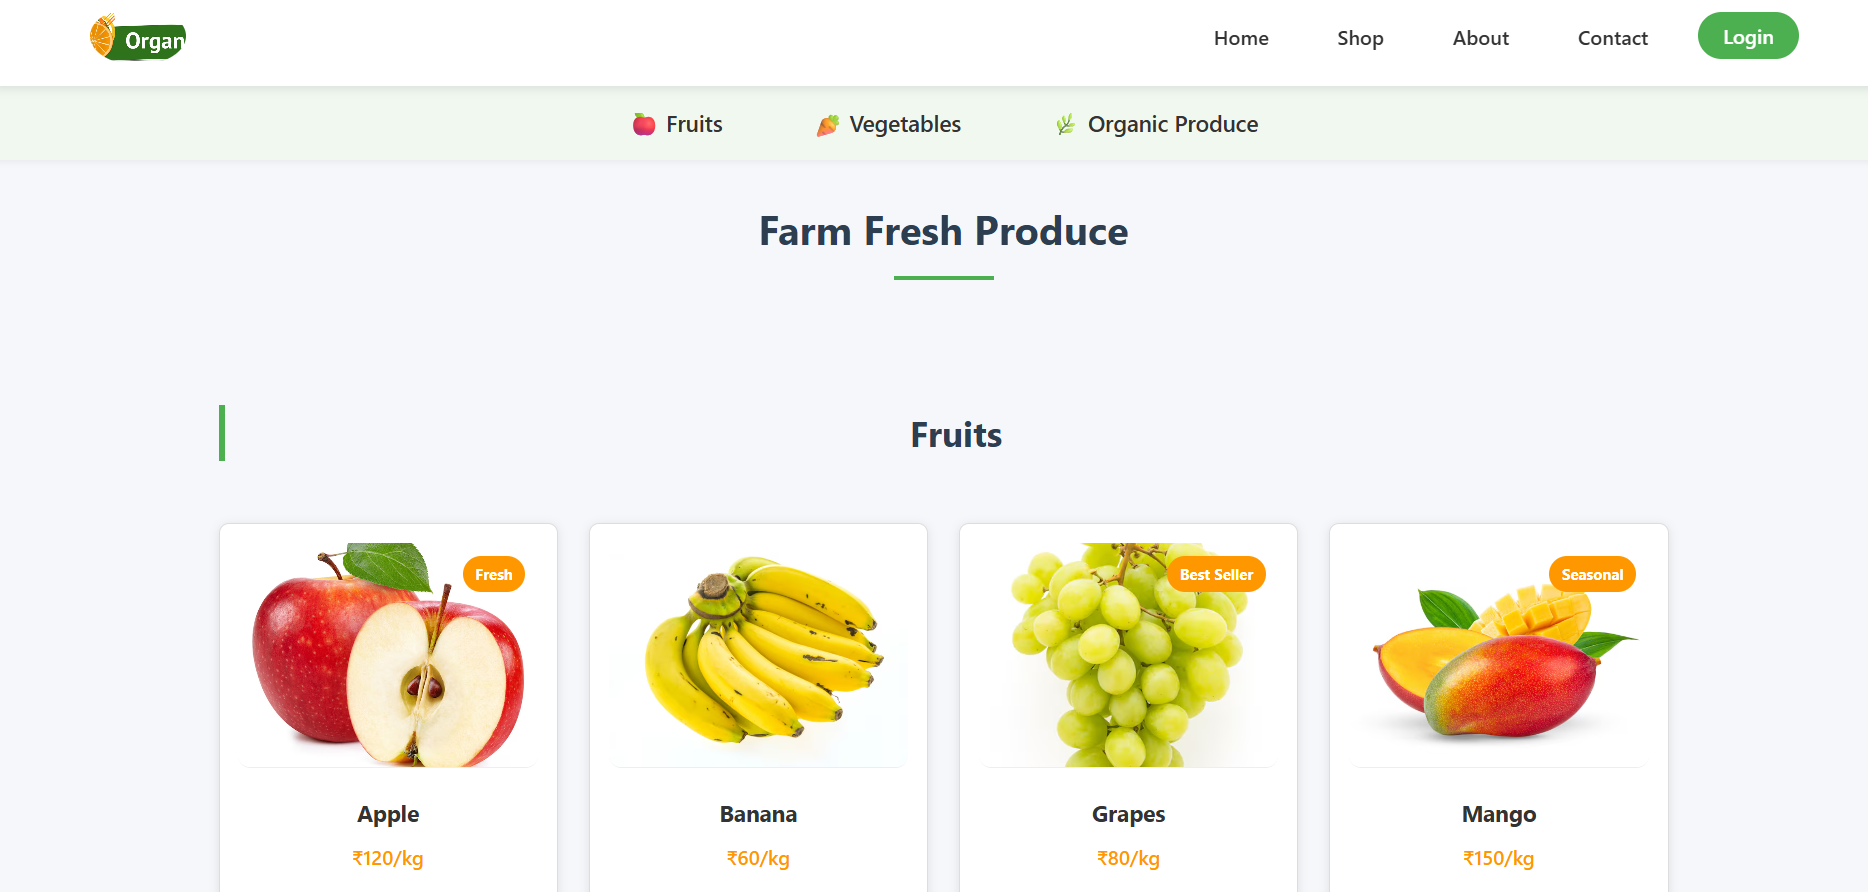 Organ
Home Shop About Contact Login
Fruits Vegetables Organic Produce
Farm Fresh Produce
Fruits
Fresh
Best Seller
Seasonal
Apple
Banana
Grapes
Mango
₹120/kg
₹60/kg
₹80/kg
₹150/kg